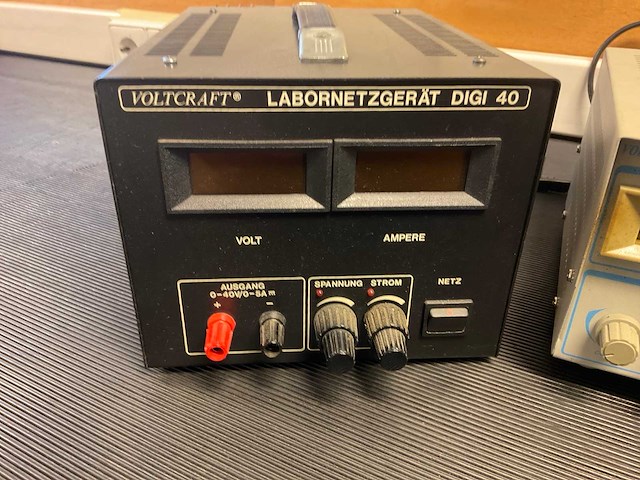 VOLTCRAFT® LABORNETZGERÄT DIGI 40
VOLT AMPERE
AUSGANG
0-40V/0-5A
+ -
SPANNUNG STROM
NETZ